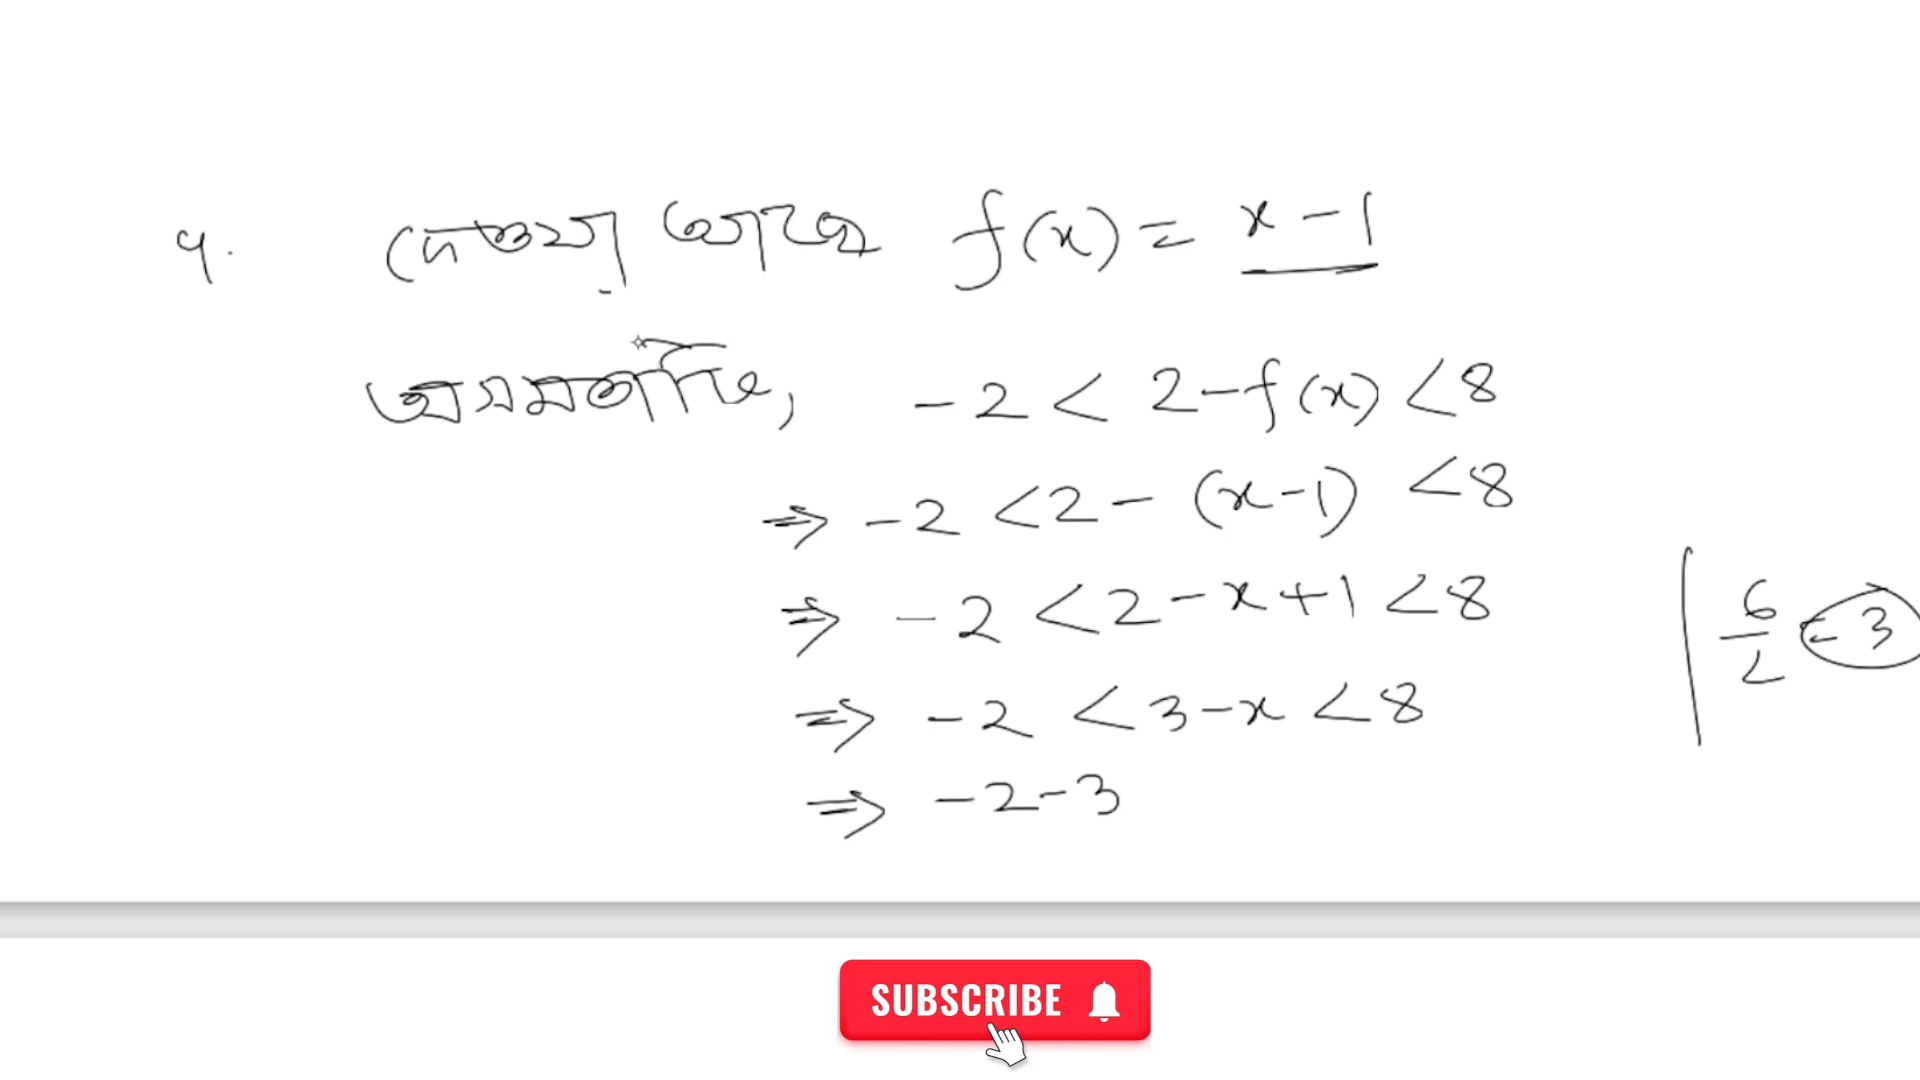 ৭. দেওয়া আছে f(x) = x - 1
অসমতাটি, -2 < 2 - f(x) < 8
⇒ -2 < 2 - (x-1) < 8
⇒ -2 < 2 - x + 1 < 8
⇒ -2 < 3 - x < 8
⇒ -2-3
6/2 = 3
SUBSCRIBE